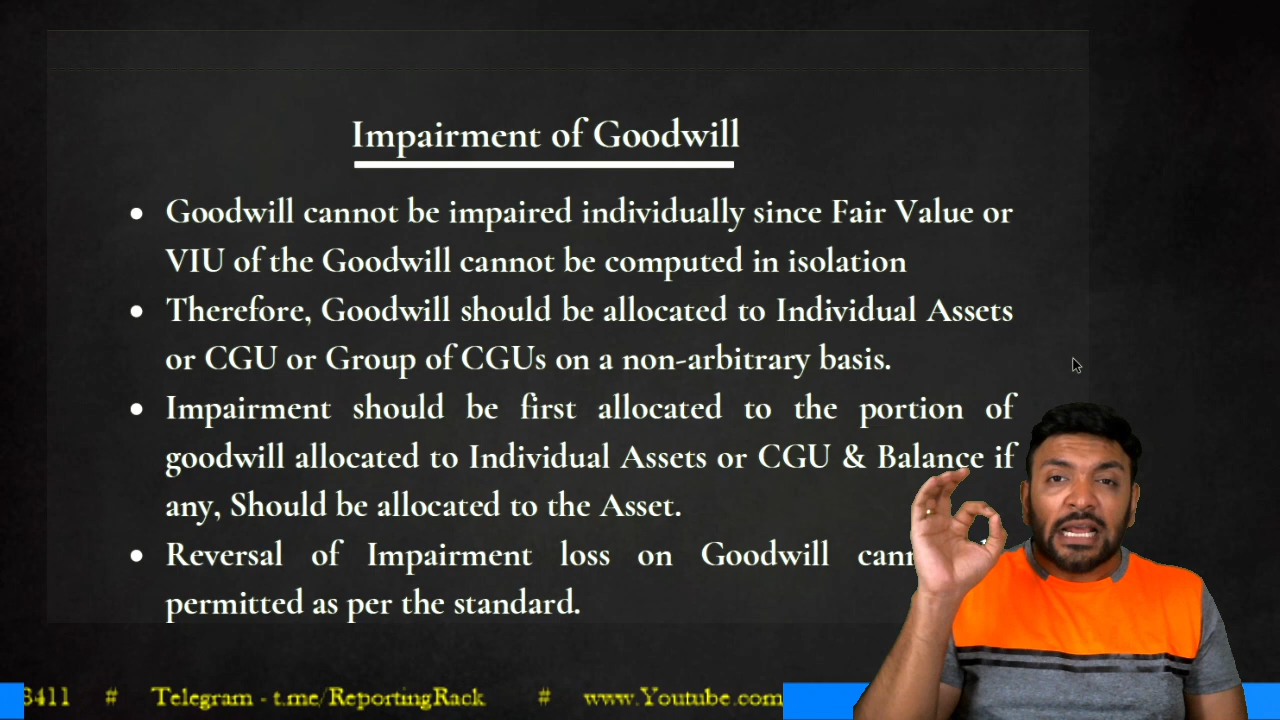 Impairment of Goodwill
• Goodwill cannot be impaired individually since Fair Value or
VIU of the Goodwill cannot be computed in isolation
• Therefore, Goodwill should be allocated to Individual Assets
or CGU or Group of CGUs on a non-arbitrary basis.
• Impairment should be first allocated to the portion of
goodwill allocated to Individual Assets or CGU & Balance if
any, Should be allocated to the Asset.
• Reversal of Impairment loss on Goodwill
permitted as per the standard.
3411 # Telegram - t.me/ReportingRack # www.Youtube.com